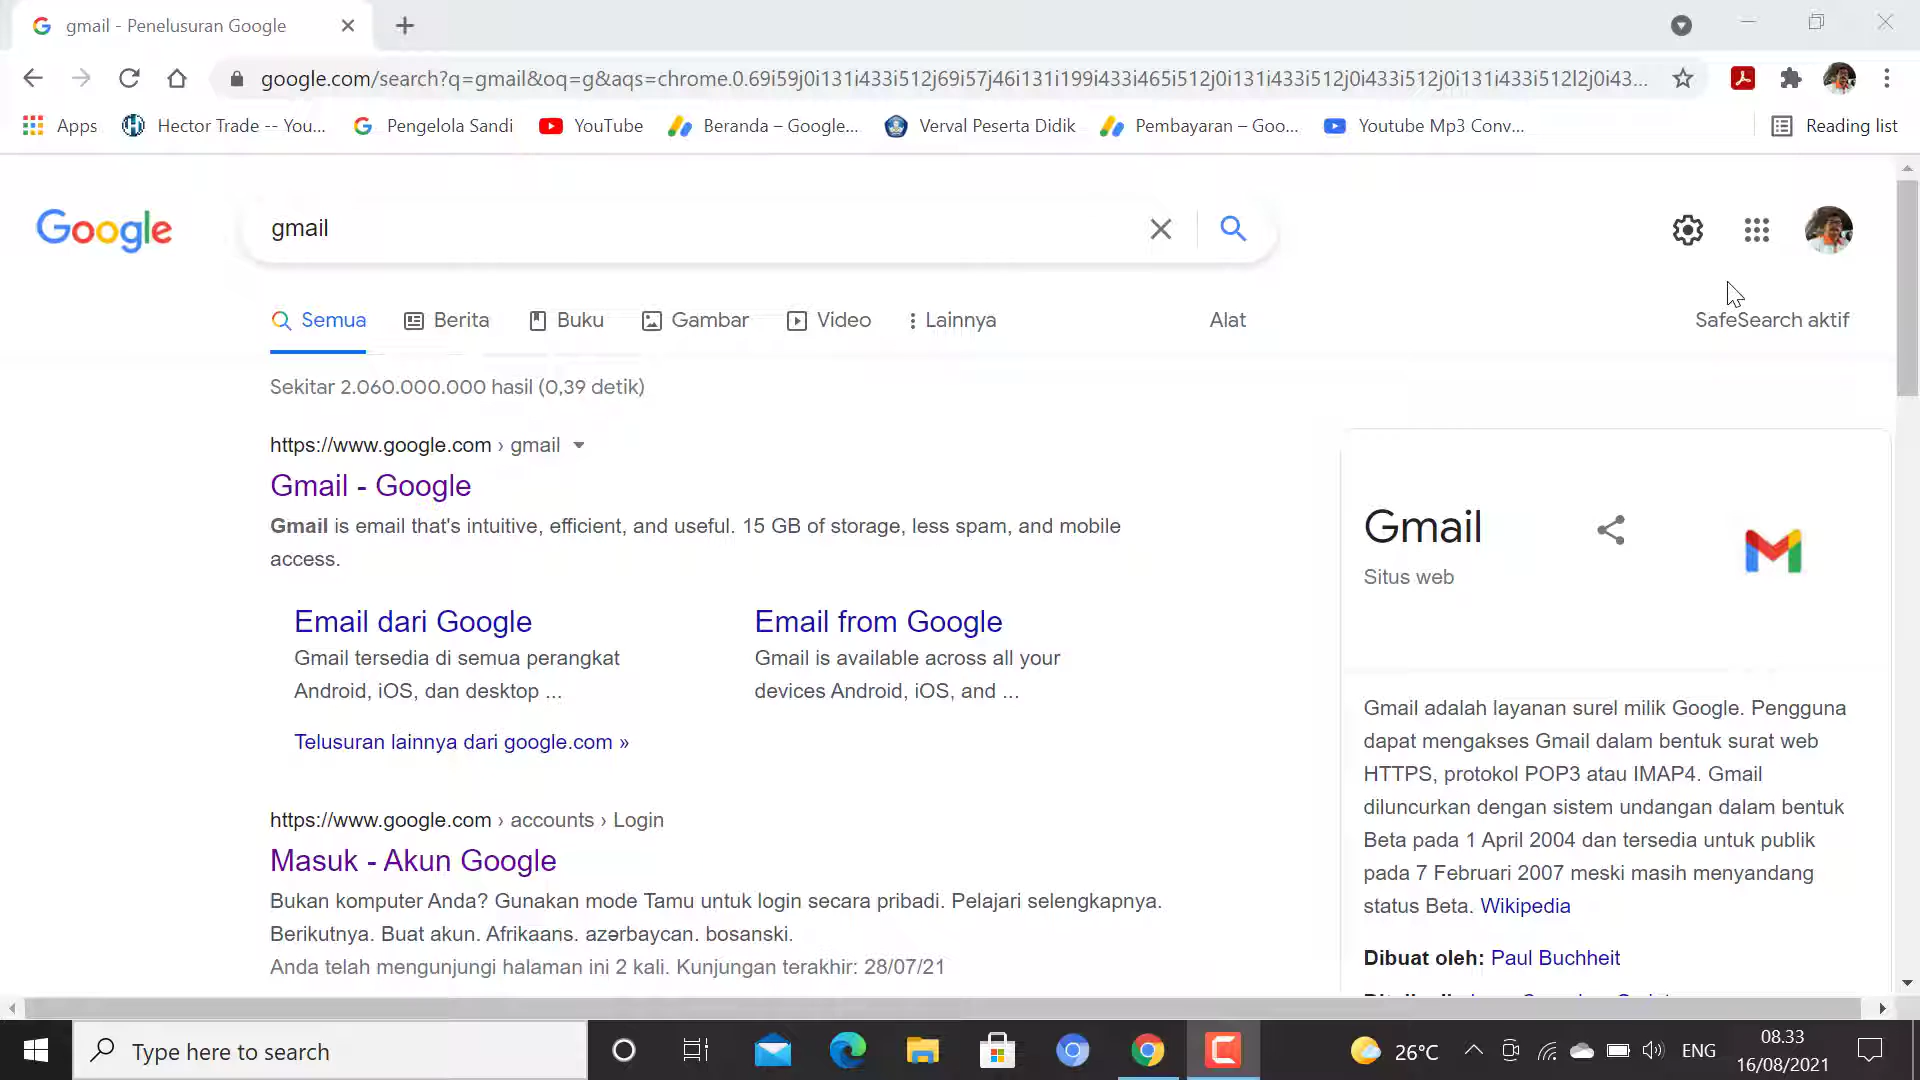 gmail - Penelusuran Google
google.com/search?q=gmail&oq=g&aqs=chrome.0.69i59j0i131i433i512j69i57j46i131i199i433i465i512j0i131i433i512j0i433i512j0i131i433i512l2j0i43...
Apps
Hector Trade -- You...
Pengelola Sandi
YouTube
Beranda – Google...
Verval Peserta Didik
Pembayaran – Goo...
Youtube Mp3 Conv...
Reading list
Google
gmail
Semua
Berita
Buku
Gambar
Video
Lainnya
Alat
SafeSearch aktif
Sekitar 2.060.000.000 hasil (0,39 detik)
https://www.google.com › gmail
Gmail - Google
Gmail is email that's intuitive, efficient, and useful. 15 GB of storage, less spam, and mobile
access.
Email dari Google
Gmail tersedia di semua perangkat
Android, iOS, dan desktop ...
Email from Google
Gmail is available across all your
devices Android, iOS, and ...
Telusuran lainnya dari google.com »
https://www.google.com › accounts › Login
Masuk - Akun Google
Bukan komputer Anda? Gunakan mode Tamu untuk login secara pribadi. Pelajari selengkapnya.
Berikutnya. Buat akun. Afrikaans. azərbaycan. bosanski.
Anda telah mengunjungi halaman ini 2 kali. Kunjungan terakhir: 28/07/21
Gmail
Situs web
Gmail adalah layanan surel milik Google. Pengguna
dapat mengakses Gmail dalam bentuk surat web
HTTPS, protokol POP3 atau IMAP4. Gmail
diluncurkan dengan sistem undangan dalam bentuk
Beta pada 1 April 2004 dan tersedia untuk publik
pada 7 Februari 2007 meski masih menyandang
status Beta. Wikipedia
Dibuat oleh: Paul Buchheit
Type here to search
26°C
ENG
08.33
16/08/2021